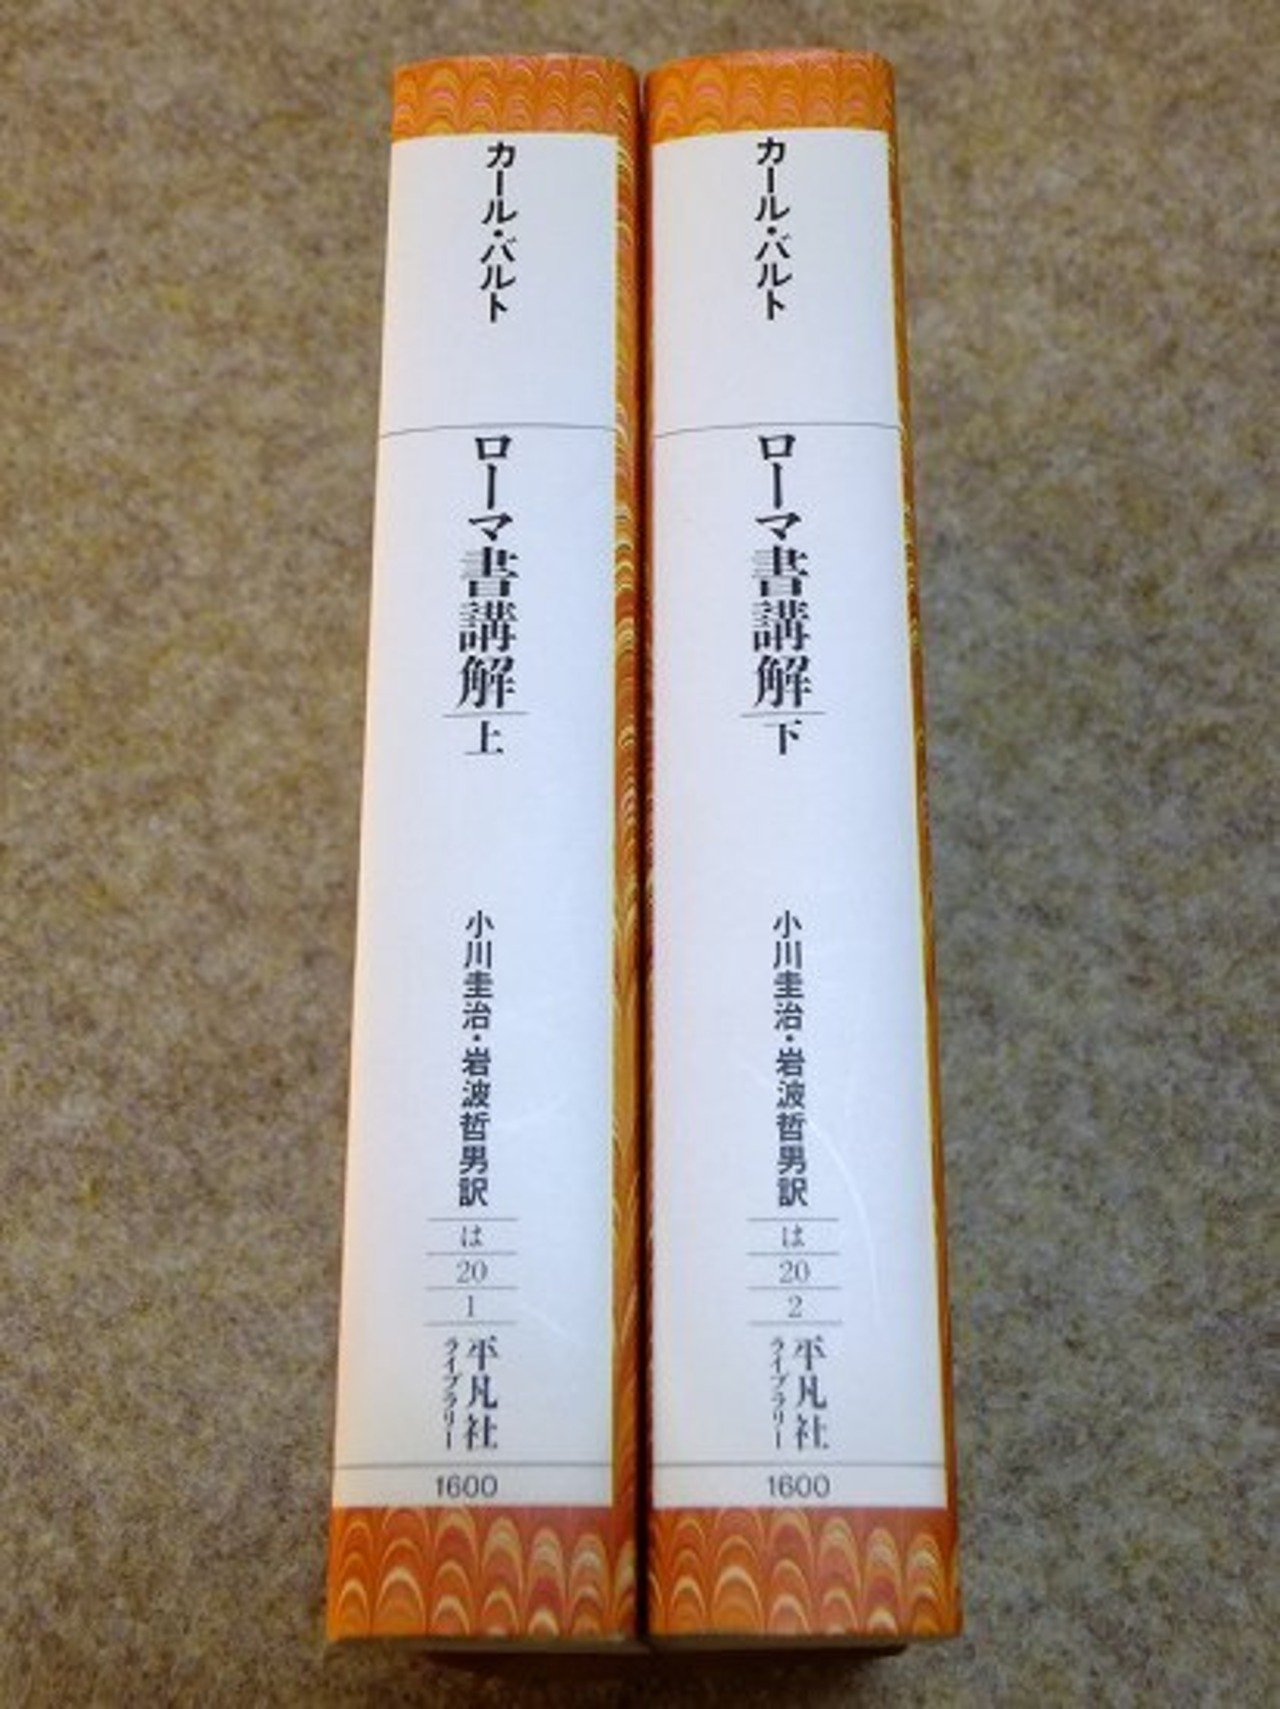 カール・バルト
ローマ書講解
上
小川圭治・岩波哲男訳
は
20
1
平凡社
ライブラリー
1600
カール・バルト
ローマ書講解
下
小川圭治・岩波哲男訳
は
20
2
平凡社
ライブラリー
1600